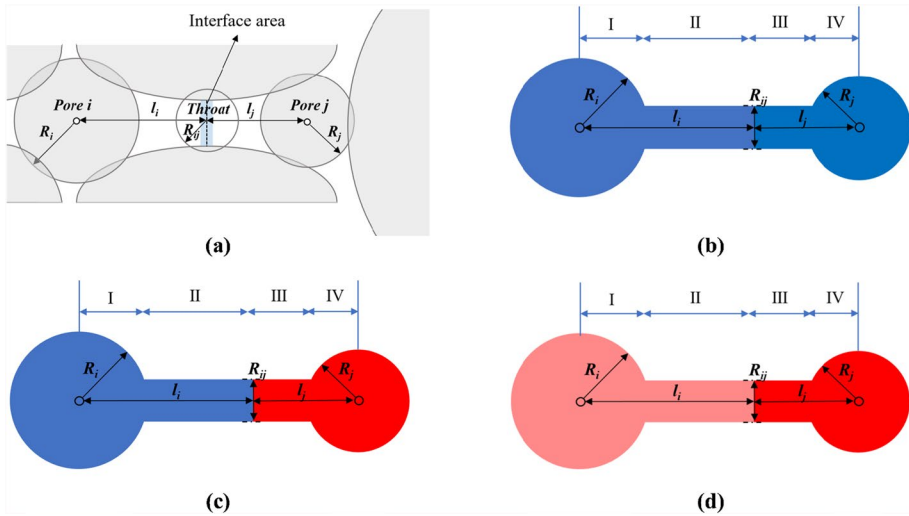 Interface area
Pore i
l_i
Throat
l_j
Pore j
R_i
R_ij
R_j
(a)
I II III IV
R_i
R_ij
R_j
l_i
l_j
(b)
I II III IV
R_i
R_ij
R_j
l_i
l_j
(c)
I II III IV
R_i
R_ij
R_j
l_i
l_j
(d)